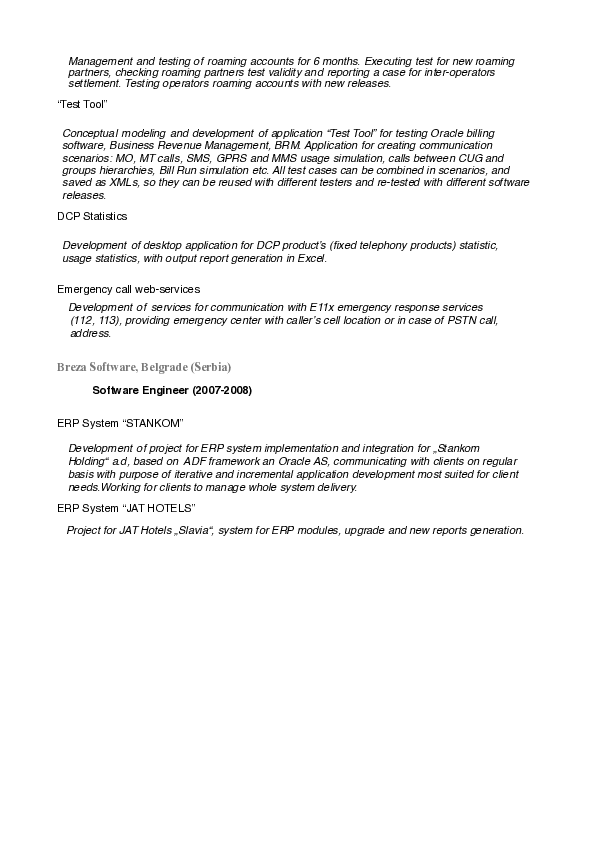 Management and testing of roaming accounts for 6 months. Executing test for new roaming
partners, checking roaming partners test validity and reporting a case for inter-operators
settlement. Testing operators roaming accounts with new releases.
“Test Tool”
Conceptual modeling and development of application “Test Tool” for testing Oracle billing
software, Business Revenue Management, BRM. Application for creating communication
scenarios: MO, MT calls, SMS, GPRS and MMS usage simulation, calls between CUG and
groups hierarchies, Bill Run simulation etc. All test cases can be combined in scenarios, and
saved as XMLs, so they can be reused with different testers and re-tested with different software
releases.
DCP Statistics
Development of desktop application for DCP product’s (fixed telephony products) statistic,
usage statistics, with output report generation in Excel.
Emergency call web-services
Development of services for communication with E11x emergency response services
(112, 113), providing emergency center with caller’s cell location or in case of PSTN call,
address.
Breza Software, Belgrade (Serbia)
Software Engineer (2007-2008)
ERP System “STANKOM”
Development of project for ERP system implementation and integration for „Stankom
Holding“ a.d, based on ADF framework an Oracle AS, communicating with clients on regular
basis with purpose of iterative and incremental application development most suited for client
needs.Working for clients to manage whole system delivery.
ERP System “JAT HOTELS”
Project for JAT Hotels „Slavia“, system for ERP modules, upgrade and new reports generation.